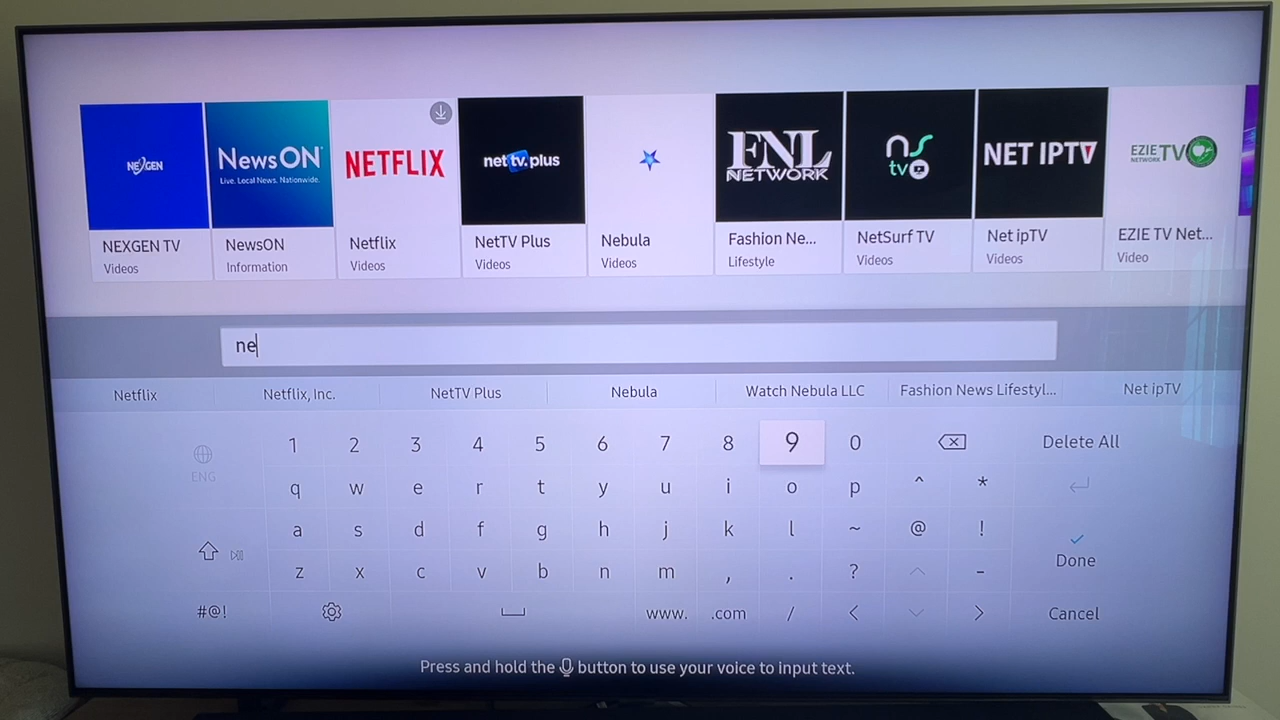 NEXGEN
NewsON
Live. Local News. Nationwide.
NETFLIX
net tv. plus
FNL
NETWORK
ns
tv
NET IPTV
EZIE TV
NETWORK
NEXGEN TV
Videos
NewsON
Information
Netflix
Videos
NetTV Plus
Videos
Nebula
Videos
Fashion Ne...
Lifestyle
NetSurf TV
Videos
Net ipTV
Videos
EZIE TV Net...
Video
ne
Netflix
Netflix, Inc.
NetTV Plus
Nebula
Watch Nebula LLC
Fashion News Lifestyl...
Net ipTV
1 2 3 4 5 6 7 8 9 0 Delete All
ENG
q w e r t y u i o p ^ *
a s d f g h j k l ~ @ !
z x c v b n m , . ? ^ -
Done
#@! www. .com / < > Cancel
Press and hold the button to use your voice to input text.